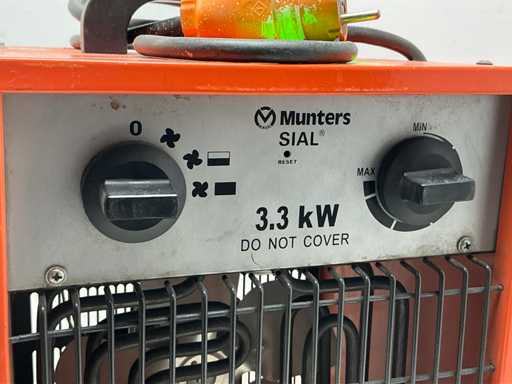 Munters
SIAL®
RESET
0
MIN
MAX
3.3 kW
DO NOT COVER